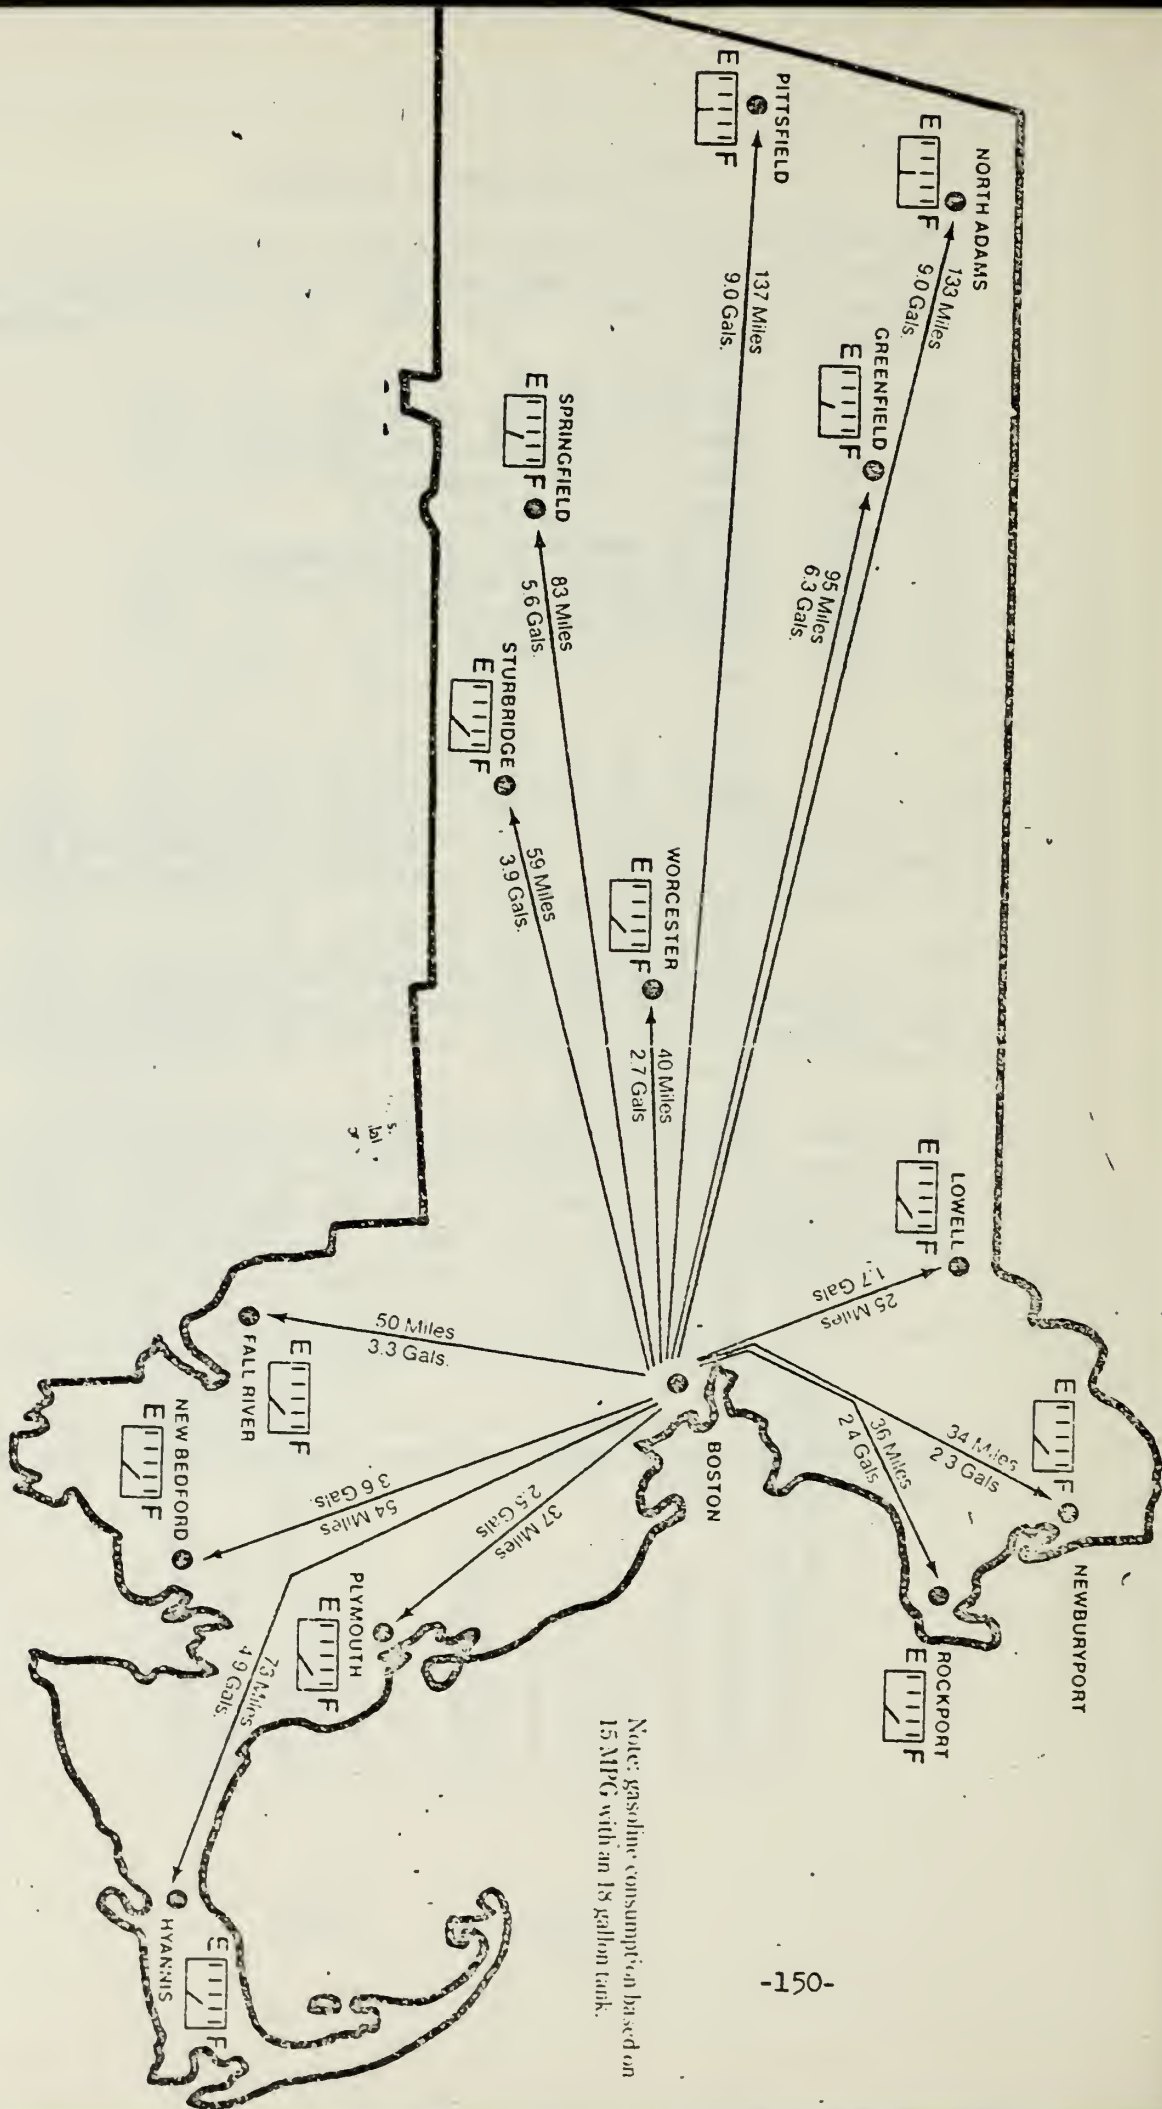 PITTSFIELD
E F
137 Miles
9.0 Gals.
NORTH ADAMS
E F
133 Miles
9.0 Gals.
GREENFIELD
E F
95 Miles
6.3 Gals.
SPRINGFIELD
E F
83 Miles
5.6 Gals.
STURBRIDGE
E F
59 Miles
3.9 Gals.
WORCESTER
E F
40 Miles
2.7 Gals
LOWELL
E F
25 Miles
1.7 Gals
NEWBURYPORT
E F
34 Miles
2.3 Gals
ROCKPORT
E F
36 Miles
2.4 Gals
BOSTON
FALL RIVER
E F
50 Miles
3.3 Gals.
NEW BEDFORD
E F
54 Miles
3.6 Gals.
PLYMOUTH
E F
37 Miles
2.5 Gals
HYANNIS
E F
73 Miles
4.9 Gals.
Note: gasoline consumption based on
15 MPG with an 18 gallon tank.
-150-